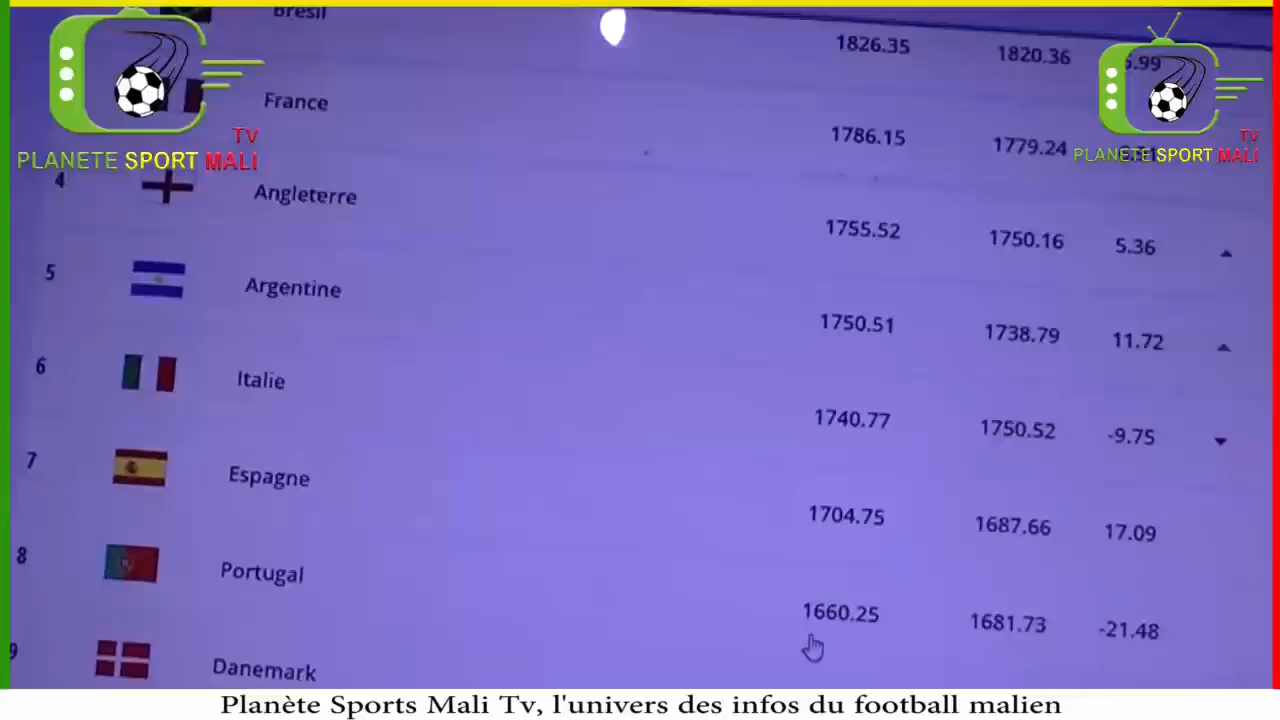 Brésil 1826.35 1820.36
France 1786.15 1779.24
PLANETE SPORT MALI TV
PLANETE SPORT MALI TV
4 Angleterre 1755.52 1750.16 5.36
5 Argentine 1750.51 1738.79 11.72
6 Italie 1740.77 1750.52 -9.75
7 Espagne 1704.75 1687.66 17.09
8 Portugal 1660.25 1681.73 -21.48
9 Danemark
Planète Sports Mali Tv, l'univers des infos du football malien